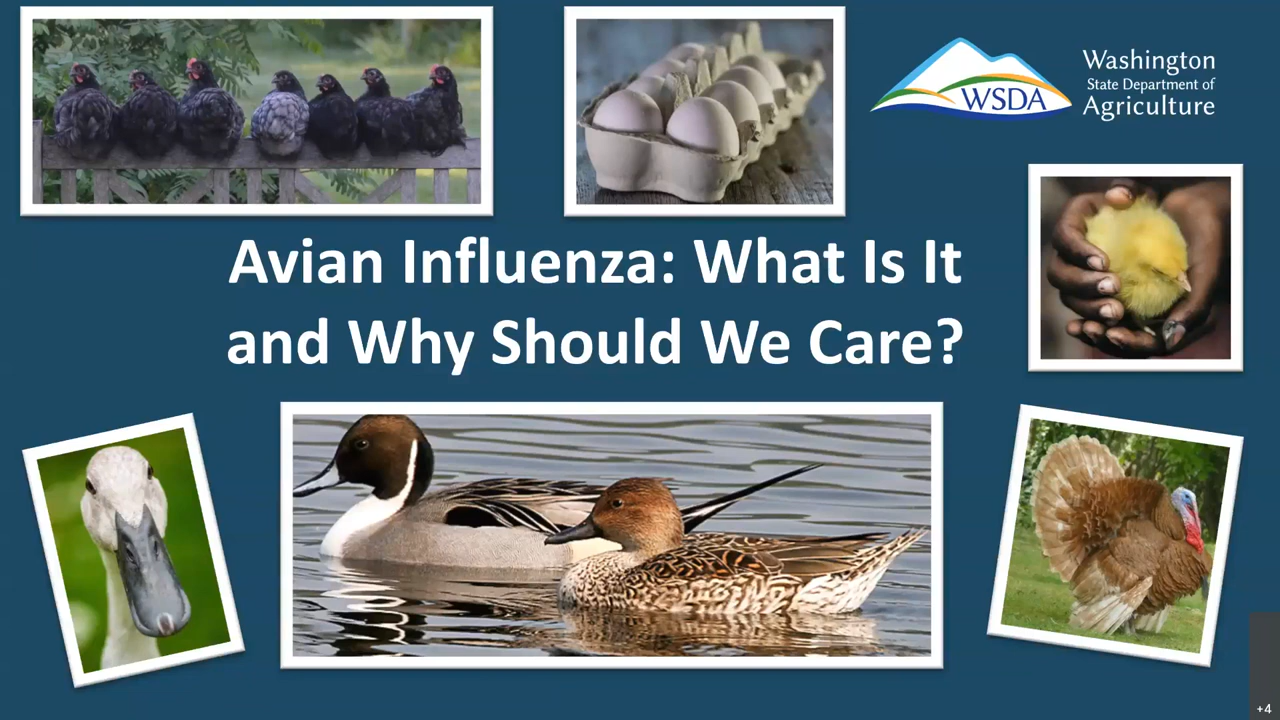 WSDA
Washington
State Department of
Agriculture
Avian Influenza: What Is It
and Why Should We Care?
+4